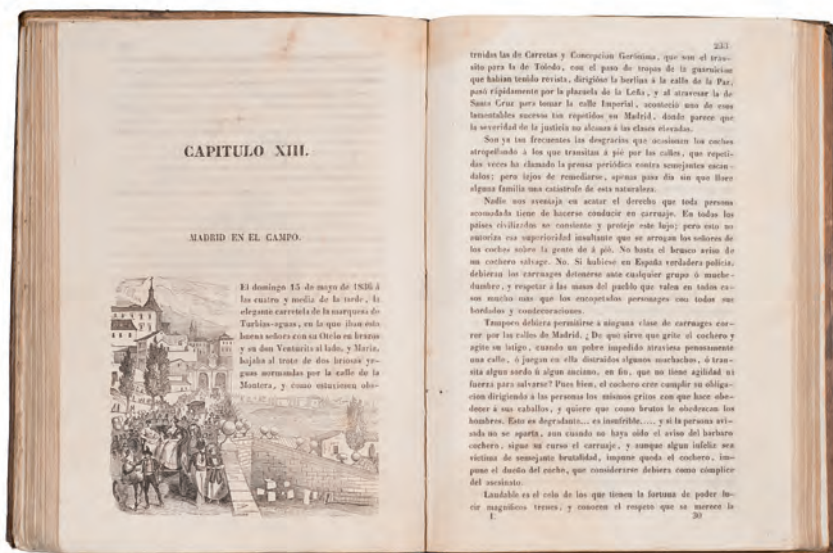 CAPITULO XIII.
MADRID EN EL CAMPO.
El domingo 15 de mayo de 1836 á
las cuatro y media de la tarde, la
elegante carretela de la marquesa de
Turbias-aguas, en la que iban esta
buena señora con su Otelo en brazos
y su don Venturita al lado, y María,
bajaba al trote de dos briosas ye-
guas normandas por la calle de la
Montera, y como estuviesen obs-
233
truidas las de Carretas y Concepcion Gerónima, que son el trán-
sito para la de Toledo, con el paso de tropas de la guarnicion
que habian tenido revista, dirigióse la berlina á la calle de la Paz,
pasó rápidamente por la plazuela de la Leña, y al atravesar la de
Santa Cruz para tomar la calle Imperial, aconteció uno de esos
lamentables sucesos tan repetidos en Madrid, donde parece que
la severidad de la justicia no alcanza á las clases elevadas.
Son ya tan frecuentes las desgracias que ocasionan los coches
atropellando á los que transitan á pié por las calles, que repeti-
das veces ha clamado la prensa periódica contra semejantes escán-
dalos; pero lejos de remediarse, apenas pasa dia sin que llore
alguna familia una catástrofe de esta naturaleza.
Nadie nos aventaja en acatar el derecho que toda persona
acomodada tiene de hacerse conducir en carruaje. En todos los
paises civilizados se consiente y proteje este lujo; pero esto no
autoriza esa superioridad insultante que se arrogan los señores de
los coches sobre la gente de á pié. No basta el brusco aviso de
un cochero salvage. No. Si hubiese en España verdadera policía,
debieran los carruages detenerse ante cualquier grupo ó muche-
dumbre, y respetar á las masas del pueblo que valen en todos ca-
sos mucho mas que los encopetados personages con todos sus
bordados y condecoraciones.
Tampoco debiera permitirse á ninguna clase de carruages cor-
rer por las calles de Madrid. ¿De qué sirve que grite el cochero y
agite su látigo, cuando un pobre impedido atraviesa penosamente
una calle, ó juegan en ella distraidos algunos muchachos, ó tran-
sita algun sordo ó algun anciano, en fin, que no tiene agilidad ni
fuerza para salvarse? Pues bien, el cochero cree cumplir su obliga-
cion dirigiendo á las personas los mismos gritos con que hace obe-
decer á sus caballos, y quiere que como brutos le obedezcan los
hombres. Esto es degradante... es insufrible..... y si la persona avi-
sada no se aparta, aun cuando no haya oido el aviso del bárbaro
cochero, sigue su curso el carruaje, y aunque algun infeliz sea
víctima de semejante brutalidad, impune queda el cochero, im-
pune el dueño del coche, que considerarse debiera como cómplice
del asesinato.
Laudable es el celo de los que tienen la fortuna de poder lu-
cir magníficos trenes, y conocen el respeto que se merece la
I. 30